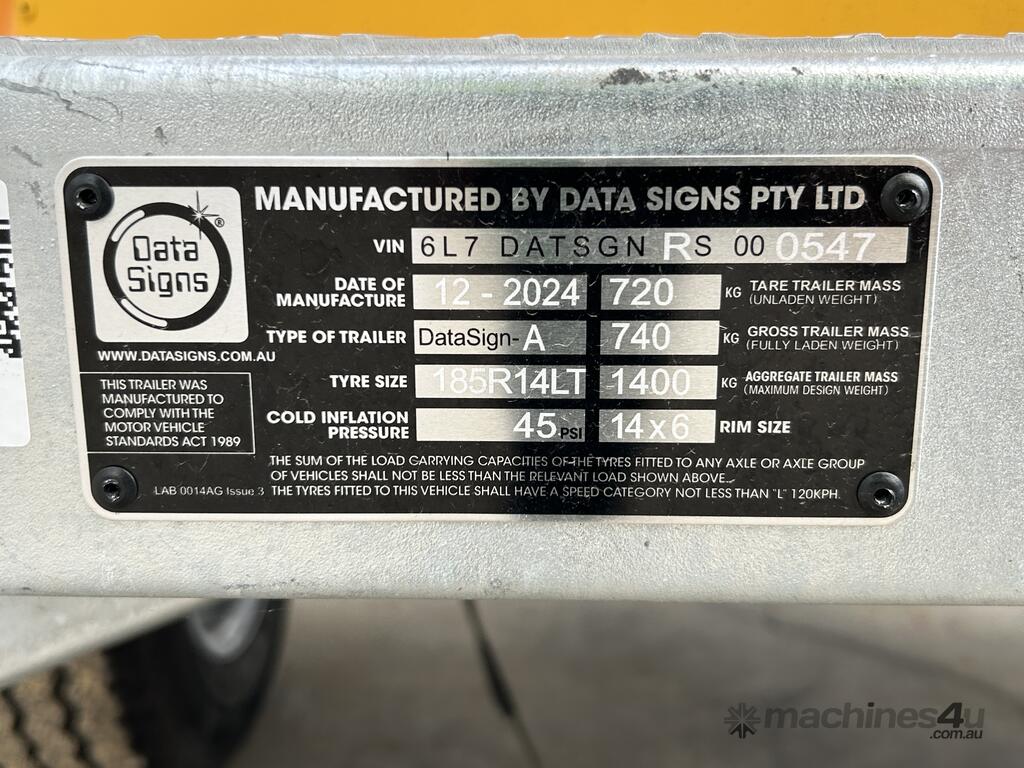 MANUFACTURED BY DATA SIGNS PTY LTD
Data
Signs
®
WWW.DATASIGNS.COM.AU
VIN 6L7 DATSGN RS 00 0547
DATE OF MANUFACTURE 12 - 2024 720 KG TARE TRAILER MASS
(UNLADEN WEIGHT)
TYPE OF TRAILER DataSign-A 740 KG GROSS TRAILER MASS
(FULLY LADEN WEIGHT)
TYRE SIZE 185R14LT 1400 KG AGGREGATE TRAILER MASS
(MAXIMUM DESIGN WEIGHT)
COLD INFLATION PRESSURE 45 PSI 14x6 RIM SIZE
THIS TRAILER WAS
MANUFACTURED TO
COMPLY WITH THE
MOTOR VEHICLE
STANDARDS ACT 1989
THE SUM OF THE LOAD CARRYING CAPACITIES OF THE TYRES FITTED TO ANY AXLE OR AXLE GROUP
OF VEHICLES SHALL NOT BE LESS THAN THE RELEVANT LOAD SHOWN ABOVE.
LAB 0014AG Issue 3 THE TYRES FITTED TO THIS VEHICLE SHALL HAVE A SPEED CATEGORY NOT LESS THAN "L" 120KPH.
machines4u
.com.au